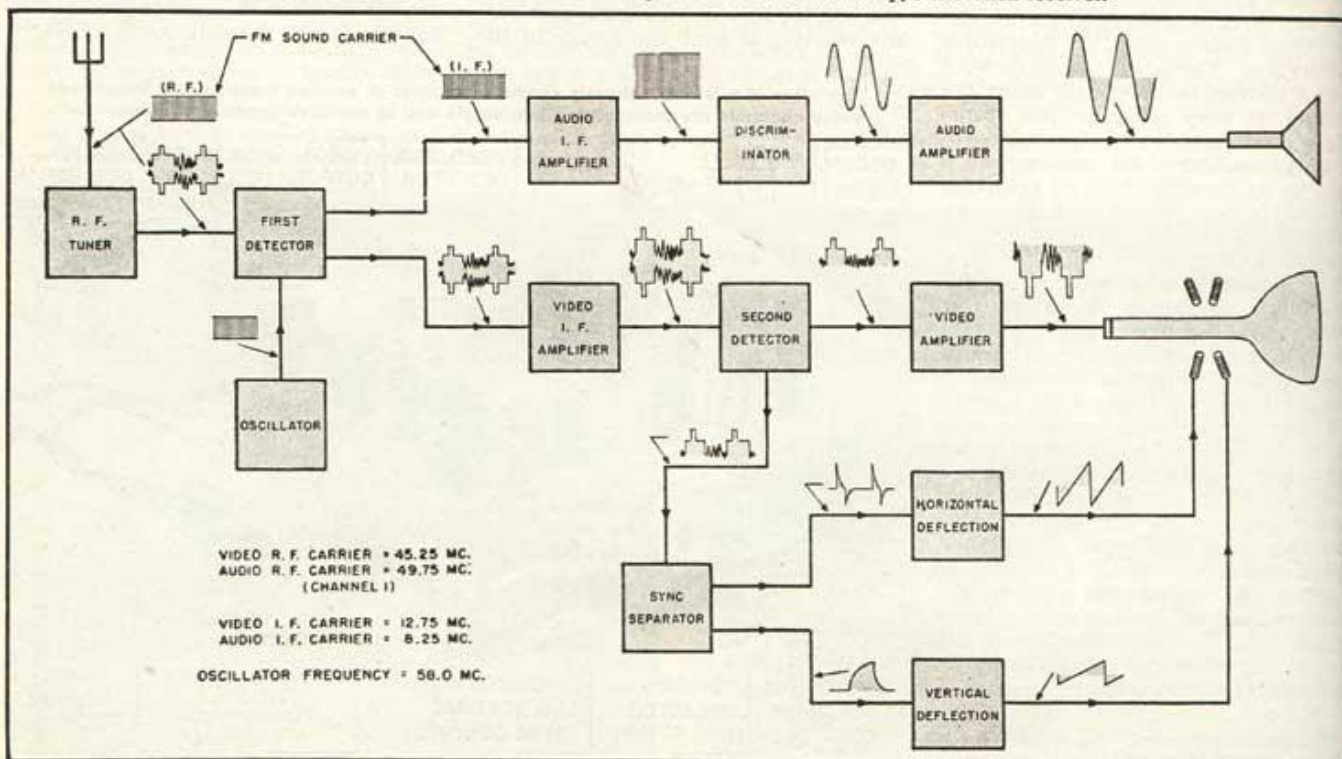 FM SOUND CARRIER
(R. F.)
(I. F.)
AUDIO
I. F.
AMPLIFIER
DISCRIM-
INATOR
AUDIO
AMPLIFIER
R. F.
TUNER
FIRST
DETECTOR
VIDEO
I. F.
AMPLIFIER
SECOND
DETECTOR
VIDEO
AMPLIFIER
OSCILLATOR
HORIZONTAL
DEFLECTION
SYNC
SEPARATOR
VERTICAL
DEFLECTION
VIDEO R. F. CARRIER = 45.25 MC.
AUDIO R. F. CARRIER = 49.75 MC.
(CHANNEL 1)
VIDEO I. F. CARRIER = 12.75 MC.
AUDIO I. F. CARRIER = 8.25 MC.
OSCILLATOR FREQUENCY = 58.0 MC.